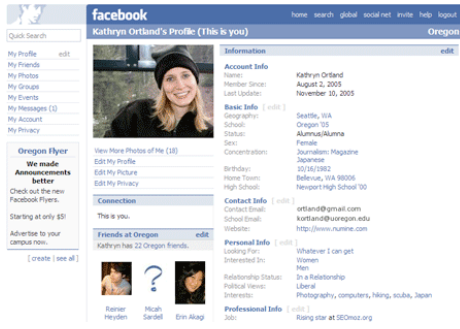 facebook
home search global social net invite help logout
Kathryn Ortland's Profile (This is you) Oregon
Quick Search
My Profile edit
My Friends
My Photos
My Groups
My Events
My Messages (3)
My Account
My Privacy
Oregon Flyer
We made
Announcements
better
Check out the new
Facebook Flyers.
Starting at only $5!
Advertise to your
campus now.
[ create | see all ]
View More Photos of Me (18)
Edit My Profile
Edit My Picture
Edit My Privacy
Connection
This is you.
Friends at Oregon edit
Kathryn has 22 Oregon friends.
Reiner
Heyden
Micah
Sardell
Erin Akagi
Information edit
Account Info
Name: Kathryn Ortland
Member Since: August 2, 2005
Last Update: November 10, 2005
Basic Info [ edit ]
Geography: Seattle, WA
School: Oregon '05
Status: Alumnus/Alumna
Sex: Female
Concentration: Journalism: Magazine
Japanese
Birthday: 10/16/1982
Home Town: Bellevue, WA 98006
High School: Newport High School '00
Contact Info [ edit ]
Contact Email: ortland@gmail.com
School Email: kortland@uoregon.edu
Website: http://www.numine.com
Personal Info [ edit ]
Looking For: Whatever I can get
Interested In: Women
Men
Relationship Status: In a Relationship
Political Views: Liberal
Interests: Photography, computers, hiking, scuba, Japan
Professional Info [ edit ]
Job: Rising star at SEOmoz.org